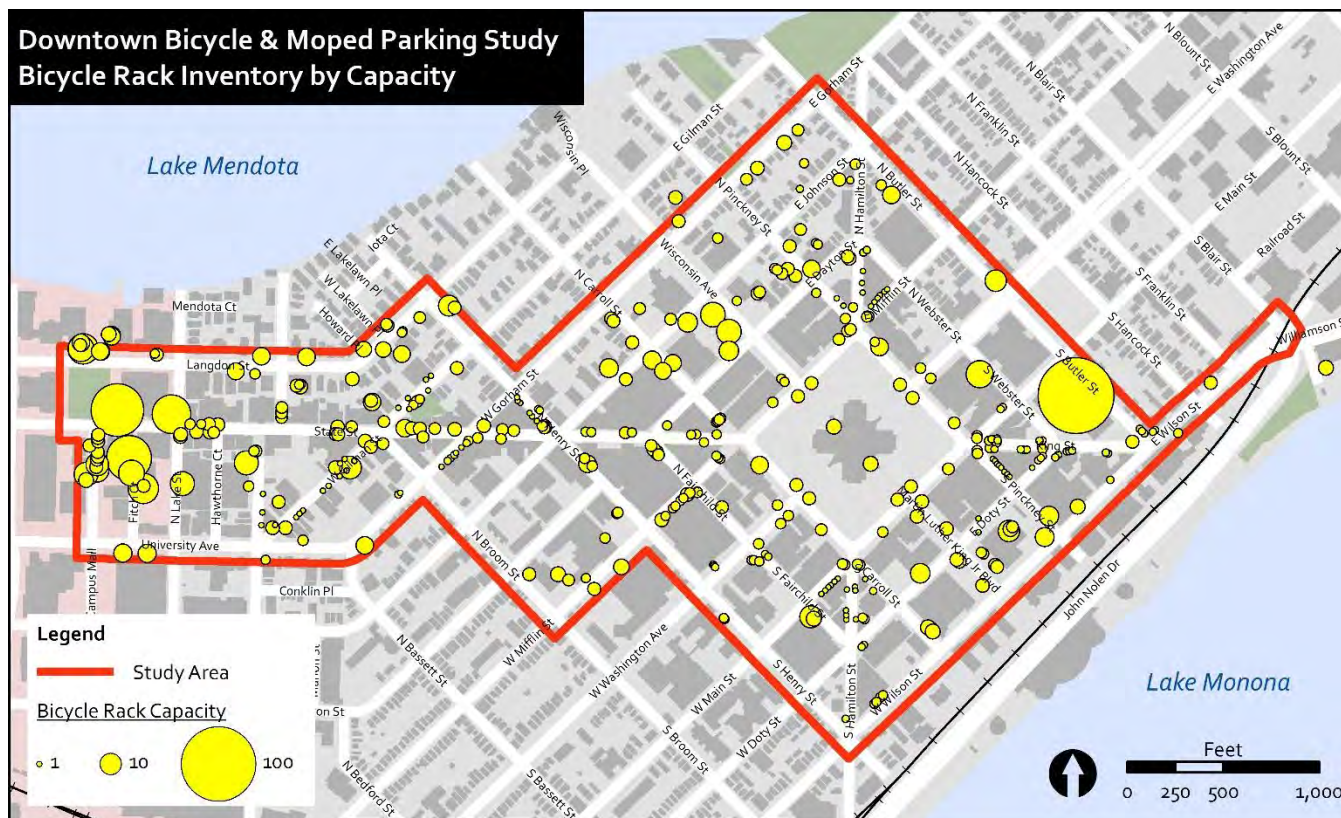 Downtown Bicycle & Moped Parking Study
Bicycle Rack Inventory by Capacity
Lake Mendota
Wisconsin Pl
E Gilman St
E Gorham St
N Blount St
E Washington Ave
N Blair St
N Franklin St
N Hancock St
S Blount St
E Main St
Railroad St
S Blair St
S Franklin St
S Hancock St
Williamson St
N Pinckney St
E Johnson St
N Hamilton St
N Butler St
Iota Ct
E Lakelawn Pl
W Lakelawn Pl
Howard Pl
Mendota Ct
Langdon St
Wisconsin Ave
N Carroll St
E Dayton St
E Mifflin St
N Webster St
S Webster St
S Butler St
E Wilson St
King St
S Pinckney St
E Doty St
Martin Luther King Jr Blvd
W Gorham St
State St
N Henry St
N Fairchild St
N Lake St
Hawthorne Ct
University Ave
Campus Mall
Conklin Pl
N Broom St
N Bassett St
W Mifflin St
W Washington Ave
S Fairchild St
S Carroll St
John Nolen Dr
W Main St
S Henry St
W Doty St
S Hamilton St
W Wilson St
S Broom St
S Bassett St
N Bedford St
on St
Lake Monona
Legend
Study Area
Bicycle Rack Capacity
1
10
100
Feet
0 250 500 1,000